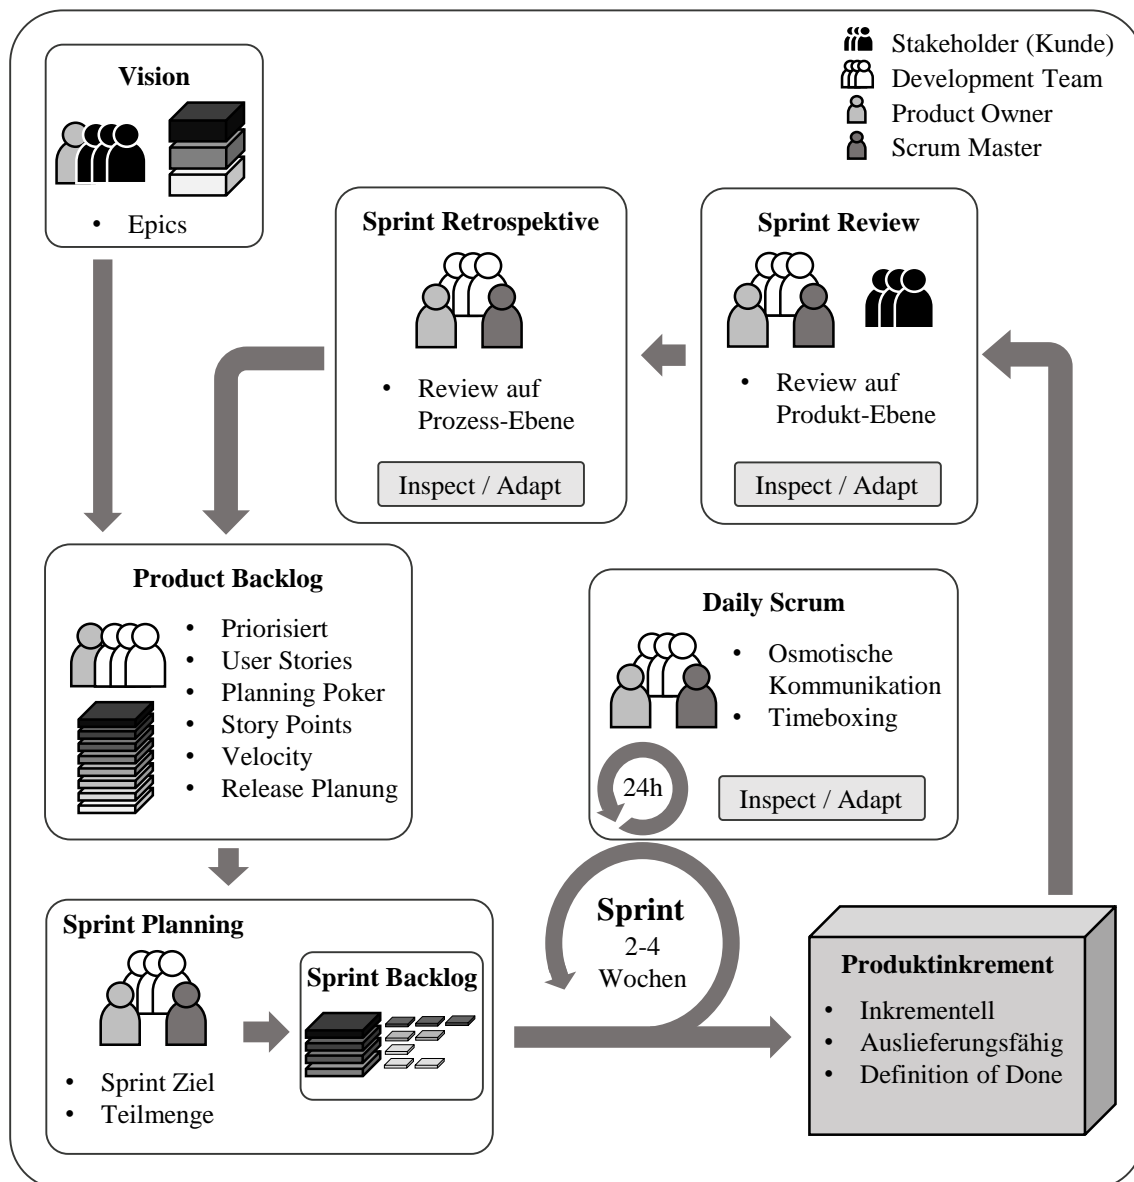 Vision
• Epics
Stakeholder (Kunde)
Development Team
Product Owner
Scrum Master
Sprint Retrospektive
• Review auf
Prozess-Ebene
Inspect / Adapt
Sprint Review
• Review auf
Produkt-Ebene
Inspect / Adapt
Product Backlog
• Priorisiert
• User Stories
• Planning Poker
• Story Points
• Velocity
• Release Planung
Daily Scrum
• Osmotische
Kommunikation
• Timeboxing
24h
Inspect / Adapt
Sprint Planning
• Sprint Ziel
• Teilmenge
Sprint Backlog
Sprint
2-4
Wochen
Produktinkrement
• Inkrementell
• Auslieferungsfähig
• Definition of Done